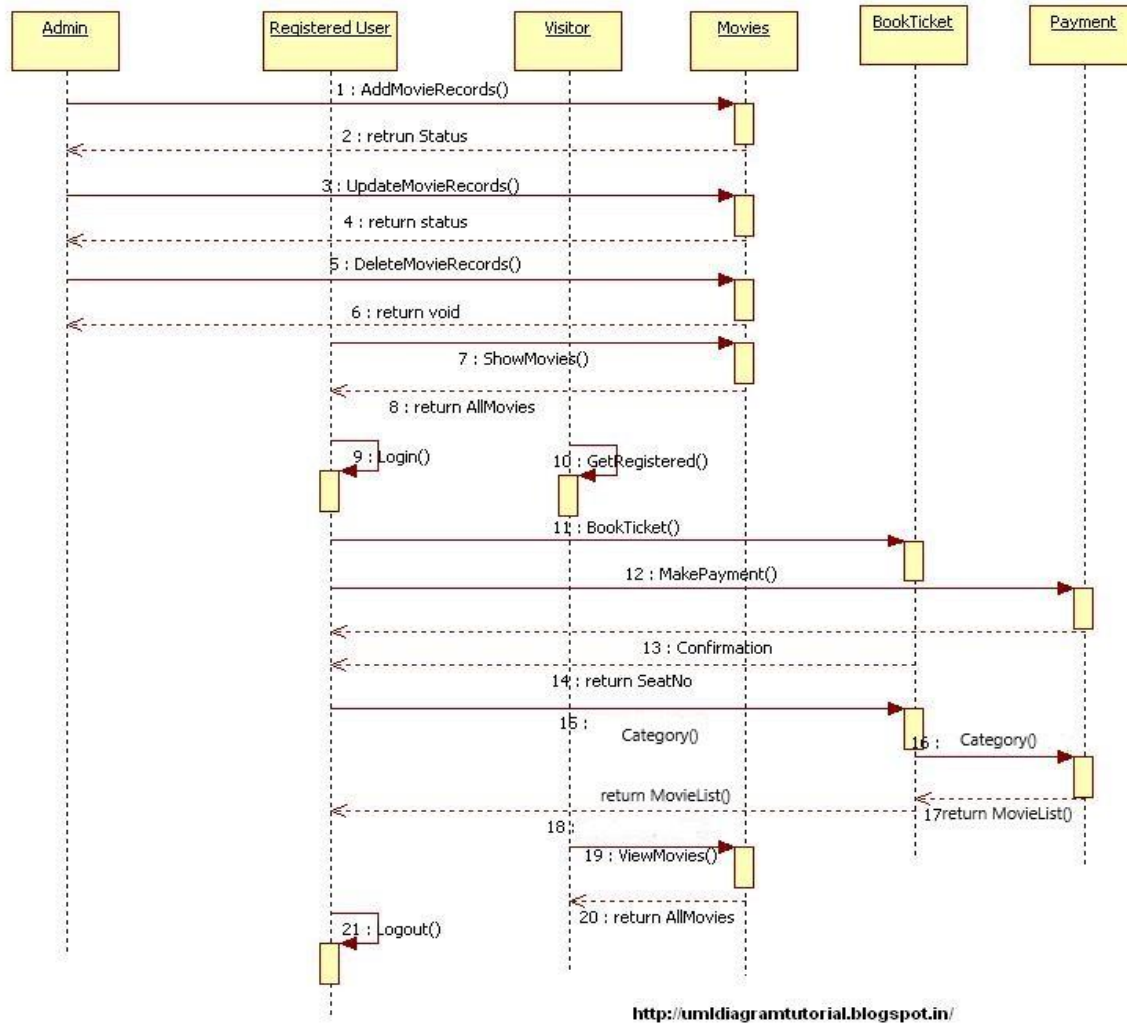 Admin
Registered User
Visitor
Movies
BookTicket
Payment
1 : AddMovieRecords()
2 : retrun Status
3 : UpdateMovieRecords()
4 : return status
5 : DeleteMovieRecords()
6 : return void
7 : ShowMovies()
8 : return AllMovies
9 : Login()
10 : GetRegistered()
11 : BookTicket()
12 : MakePayment()
13 : Confirmation
14 : return SeatNo
15 :
Category()
16 : Category()
return MovieList()
17return MovieList()
18 :
19 : ViewMovies()
20 : return AllMovies
21 : Logout()
http://umldiagramtutorial.blogspot.in/